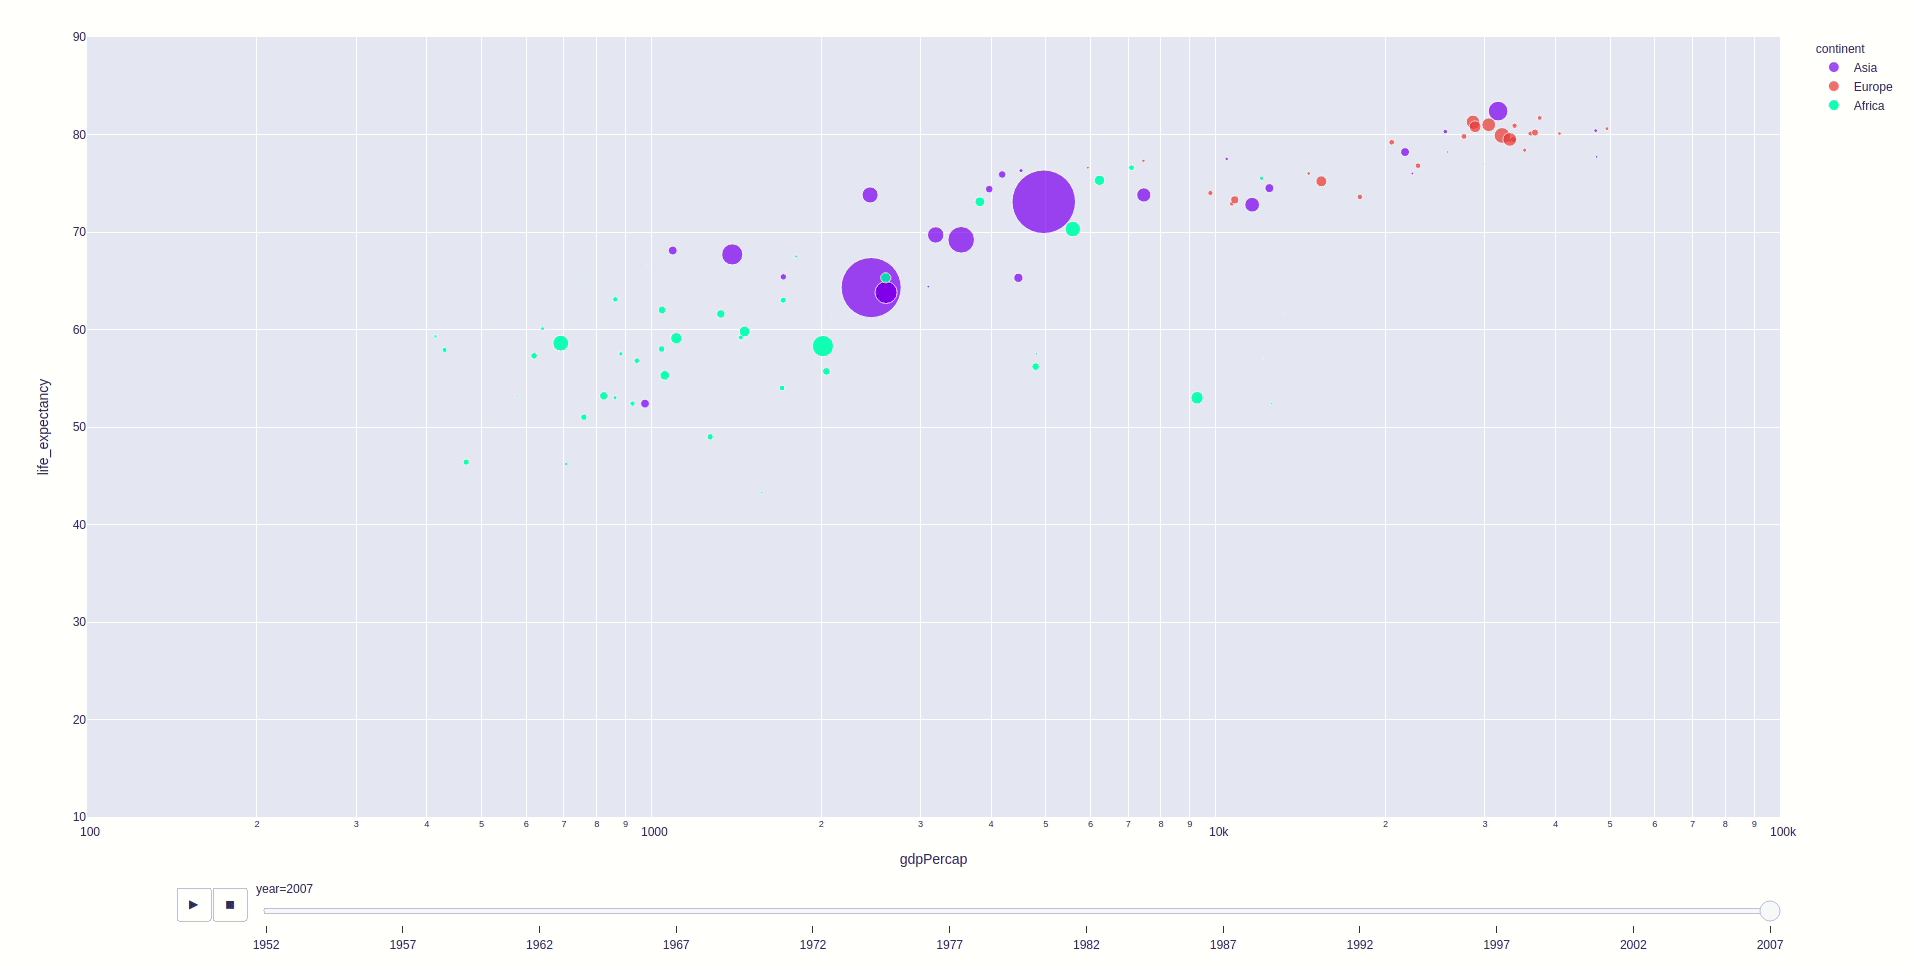 continent
Asia
Europe
Africa
90
80
70
60
50
40
30
20
10
life_expectancy
2 3 4 5 6 7 8 9 2 3 4 5 6 7 8 9 2 3 4 5 6 7 8 9
100 1000 10k 100k
gdpPercap
year=2007
▶ ■
1952 1957 1962 1967 1972 1977 1982 1987 1992 1997 2002 2007